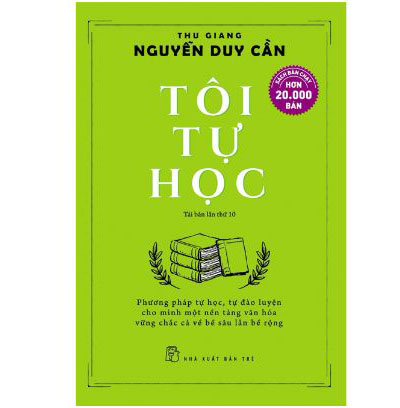 THU GIANG
NGUYỄN DUY CẦN
SÁCH BÁN CHẠY
HƠN
20.000
BẢN
TÔI
TỰ
HỌC
Tái bản lần thứ 10
Phương pháp tự học, tự đào luyện
cho mình một nền tảng văn hóa
vững chắc cả về bề sâu lẫn bề rộng
NHÀ XUẤT BẢN TRẺ